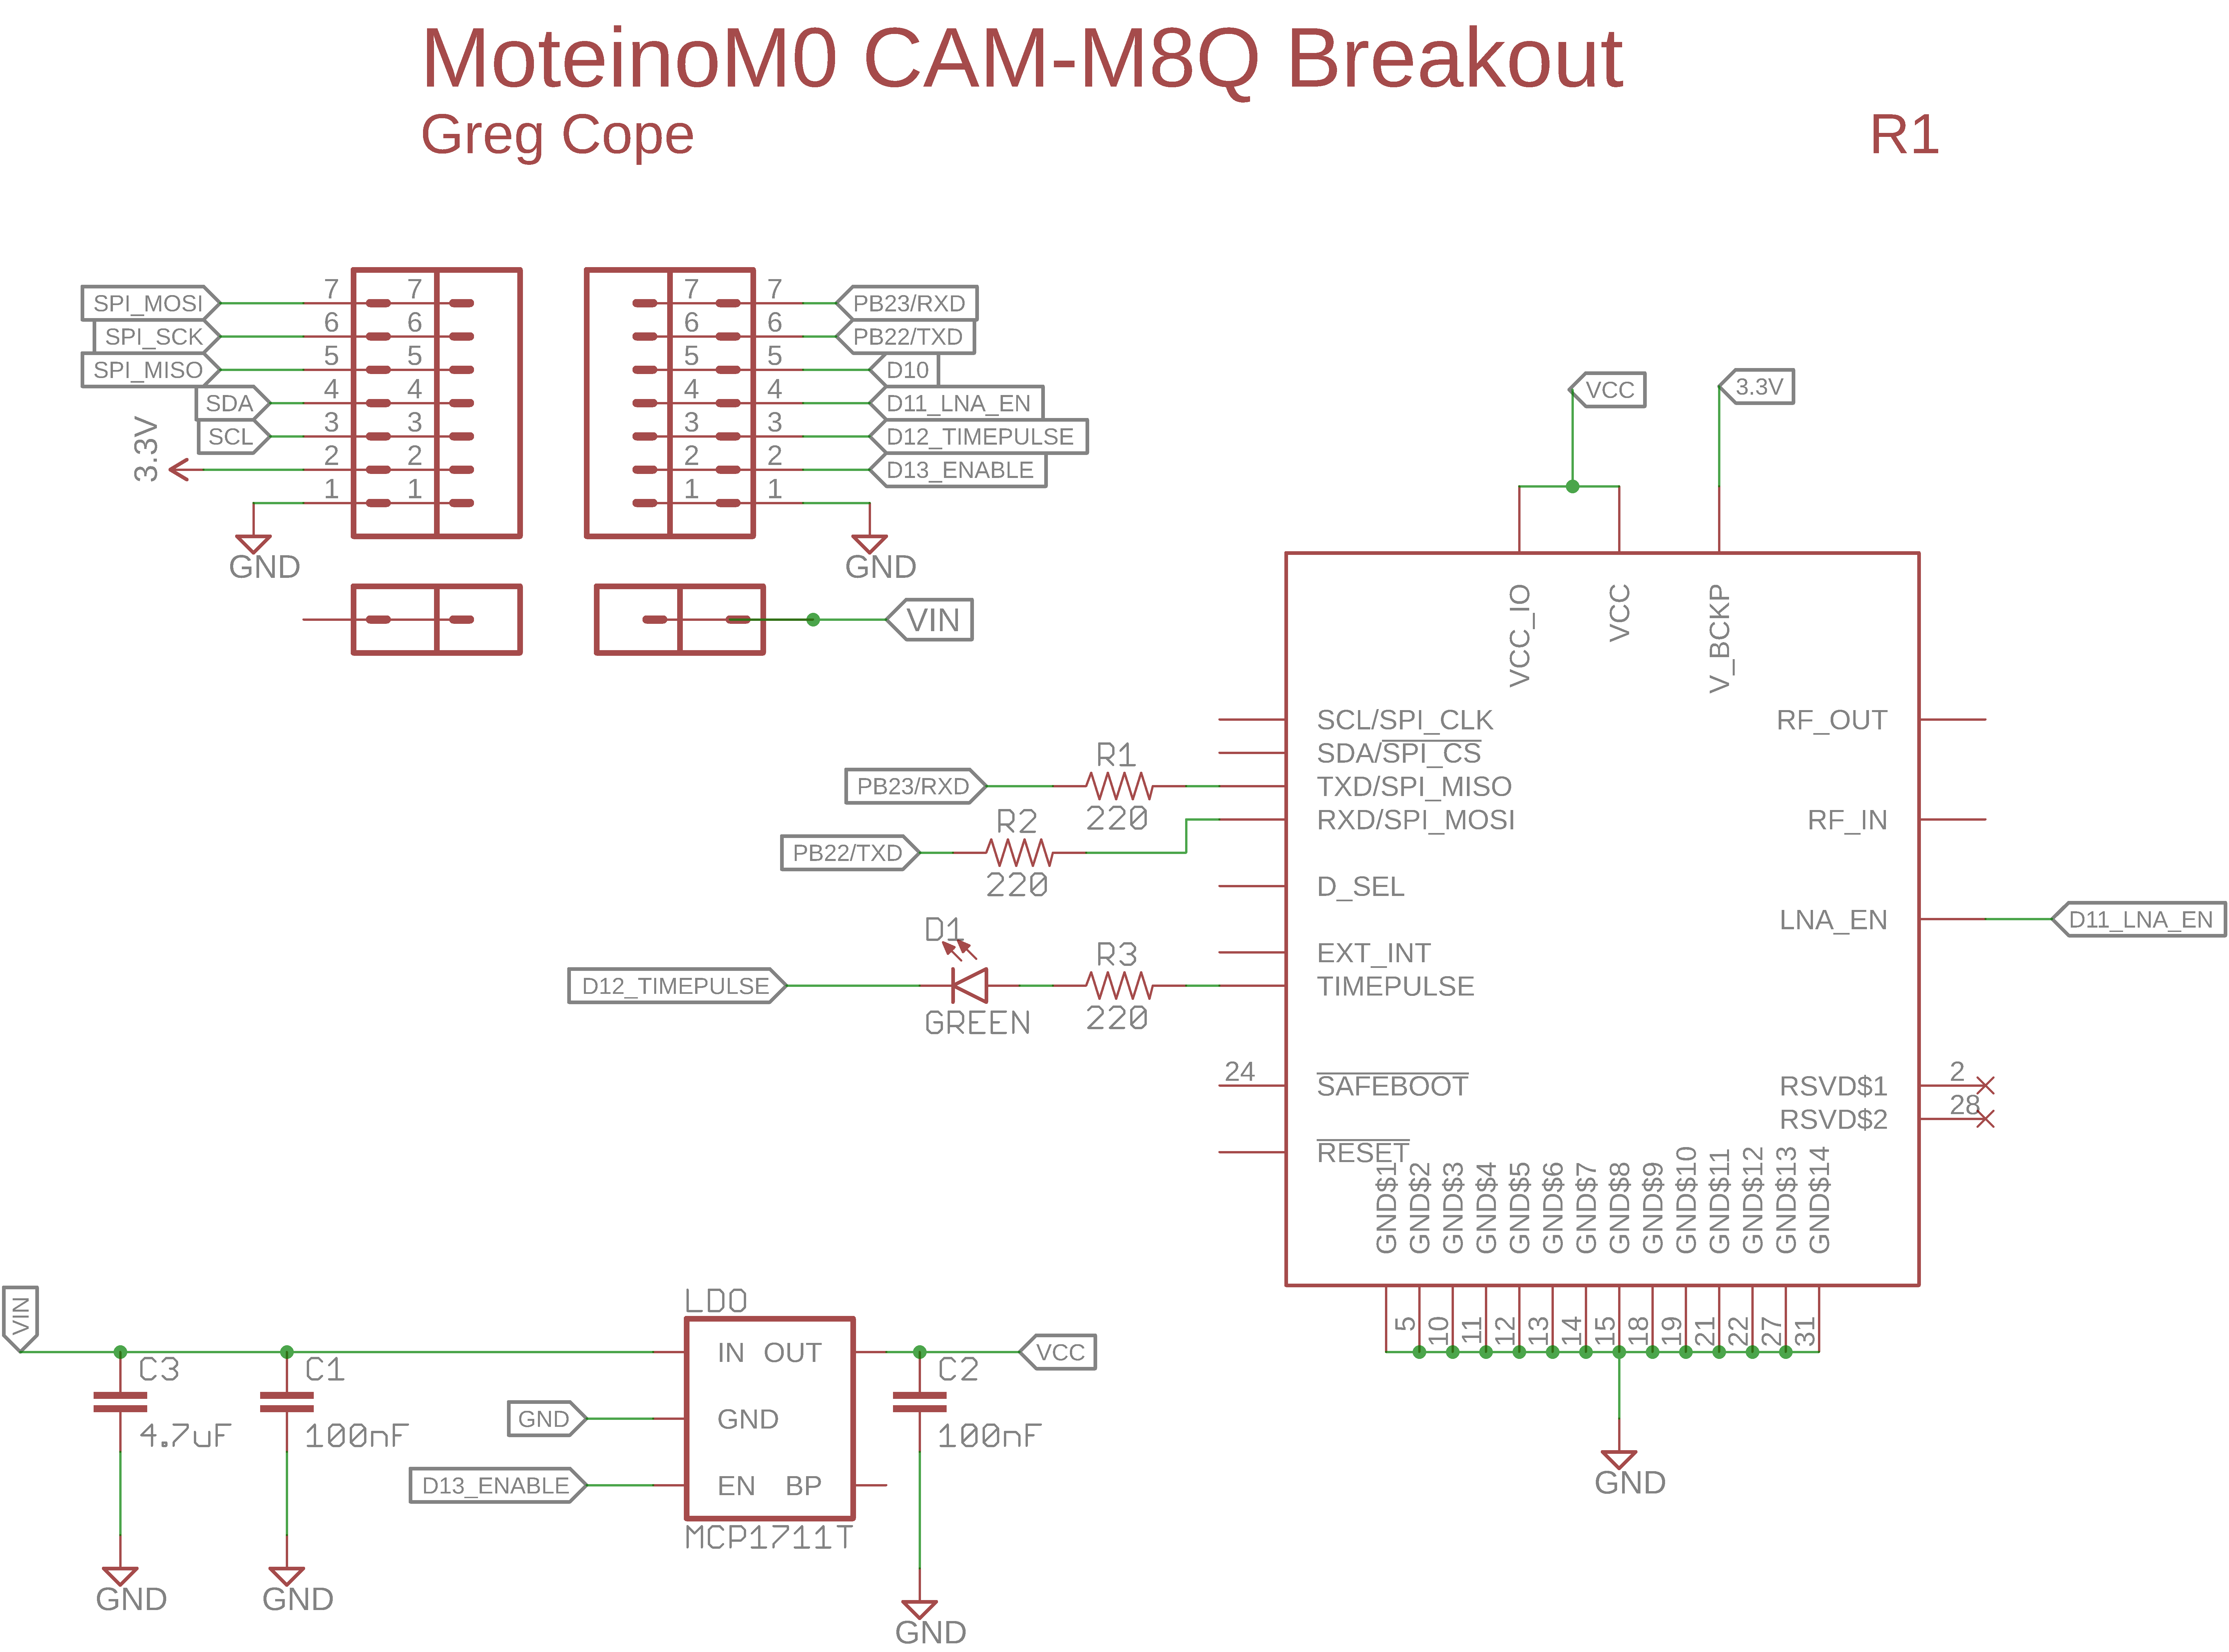 MoteinoM0 CAM-M8Q Breakout
Greg Cope
R1
SPI_MOSI 7 7
SPI_SCK 6 6
SPI_MISO 5 5
SDA 4 4
SCL 3 3
3.3V 2 2
1 1
GND
7 7 PB23/RXD
6 6 PB22/TXD
5 5 D10
4 4 D11_LNA_EN
3 3 D12_TIMEPULSE
2 2 D13_ENABLE
1 1
GND
VIN
VCC
3.3V
VCC_IO
VCC
V_BCKP
SCL/SPI_CLK
SDA/SPI_CS
TXD/SPI_MISO
RXD/SPI_MOSI
D_SEL
EXT_INT
TIMEPULSE
24 SAFEBOOT
RESET
RF_OUT
RF_IN
LNA_EN
D11_LNA_EN
RSVD$1 2
RSVD$2 28
PB23/RXD
R1
220
PB22/TXD
R2
220
D12_TIMEPULSE
D1
GREEN
R3
220
GND$1
GND$2
GND$3
GND$4
GND$5
GND$6
GND$7
GND$8
GND$9
GND$10
GND$11
GND$12
GND$13
GND$14
5
10
11
12
13
14
15
18
19
21
22
27
31
GND
VIN
C3
4.7uF
GND
C1
100nF
GND
LDO
IN OUT
GND
EN BP
MCP1711T
GND
D13_ENABLE
VCC
C2
100nF
GND